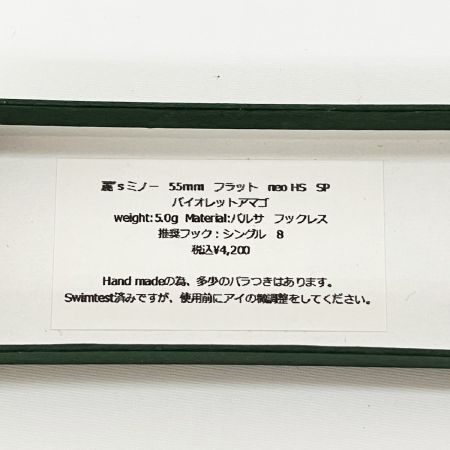 麗's ミノー 55mm フラット neo HS SP
バイオレットアマゴ
weight:5.0g Material:バルサ フックレス
推奨フック:シングル 8
税込¥4,200
Hand madeの為、多少のバラつきはあります。
Swimtest済みですが、使用前にアイの微調整をしてください。